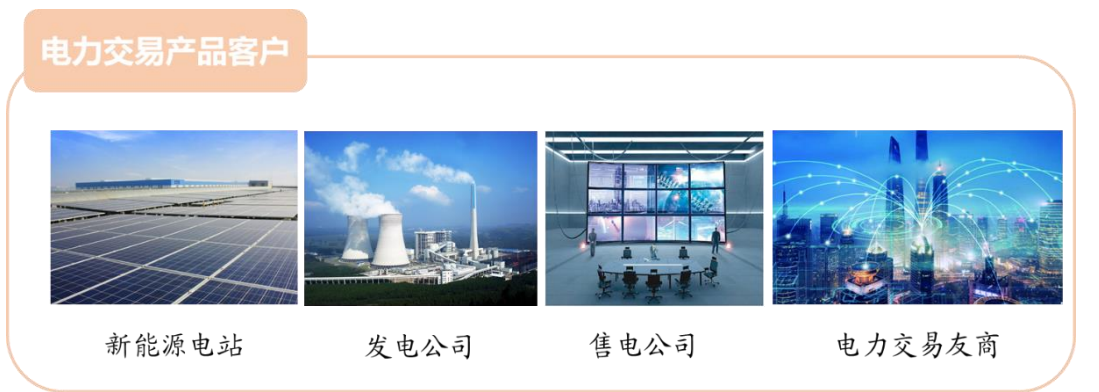 电力交易产品客户
新能源电站
发电公司
售电公司
电力交易友商